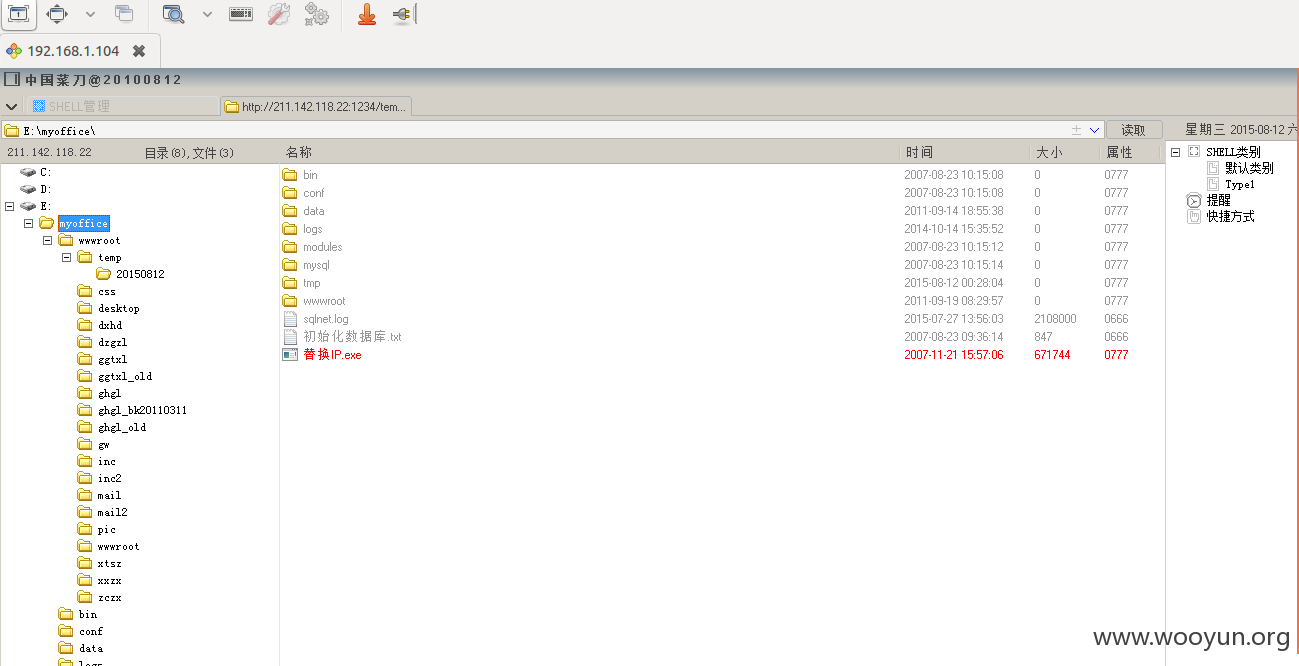 192.168.1.104
中国菜刀@20100812
SHELL管理
http://211.142.118.22:1234/tem...
E:\myoffice\
读取
星期三 2015-08-12 六
211.142.118.22
目录(8),文件(3)
名称
时间
大小
属性
C:
D:
E:
myoffice
wwwroot
temp
20150812
css
desktop
dxhd
dzgzl
ggtxl
ggtxl_old
ghgl
ghgl_bk20110311
ghgl_old
gw
inc
inc2
mail
mail2
pic
wwwroot
xtsz
xxzx
zczx
bin
conf
data
logs
bin 2007-08-23 10:15:08 0 0777
conf 2007-08-23 10:15:08 0 0777
data 2011-09-14 18:55:38 0 0777
logs 2014-10-14 15:35:52 0 0777
modules 2007-08-23 10:15:12 0 0777
mysql 2007-08-23 10:15:14 0 0777
tmp 2015-08-12 00:28:04 0 0777
wwwroot 2011-09-19 08:29:57 0 0777
sqlnet.log 2015-07-27 13:56:03 2108000 0666
初始化数据库.txt 2007-08-23 09:36:14 847 0666
替换IP.exe 2007-11-21 15:57:06 671744 0777
SHELL类别
默认类别
Type1
提醒
快捷方式
www.wooyun.org